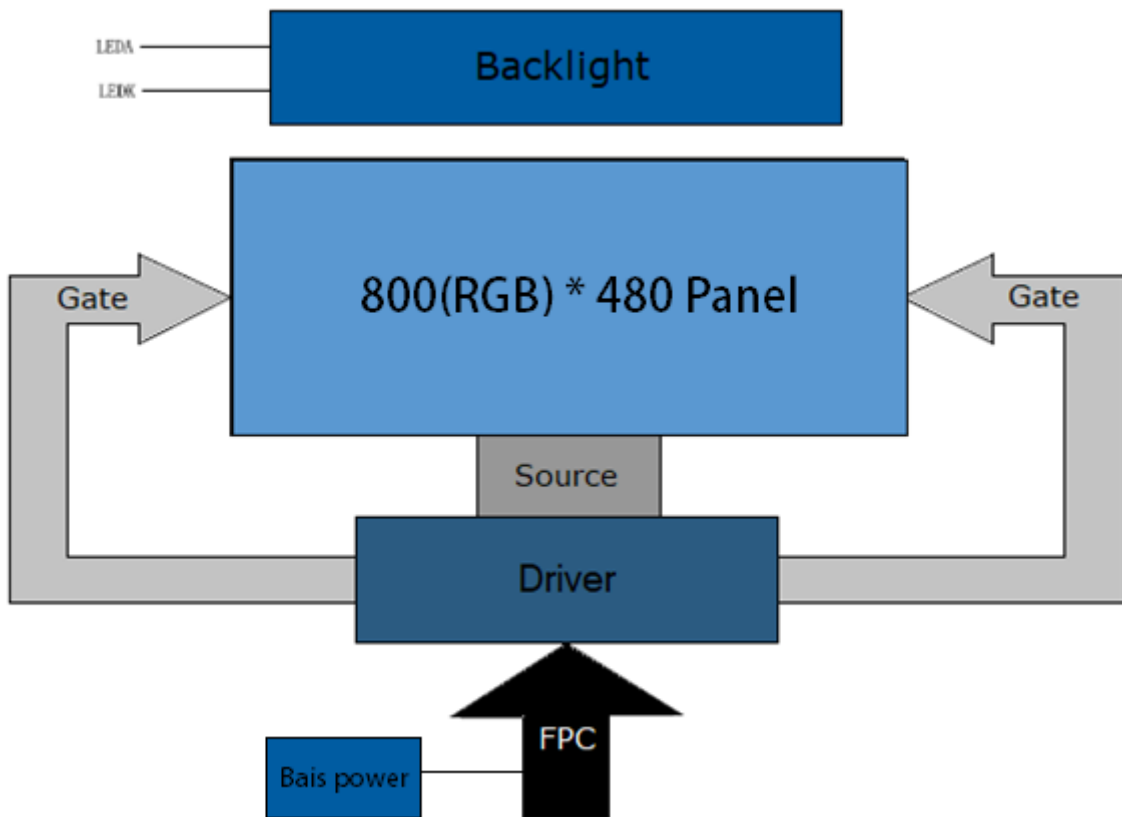 LEDA
Backlight
LEDK
Gate
800(RGB) * 480 Panel
Gate
Source
Driver
FPC
Bais power